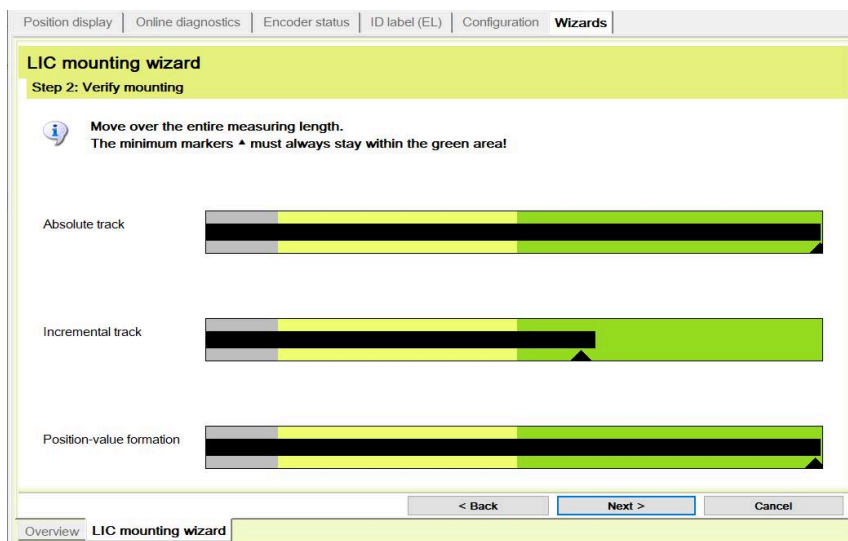 Position display Online diagnostics Encoder status ID label (EL) Configuration Wizards
LIC mounting wizard
Step 2: Verify mounting
Move over the entire measuring length.
The minimum markers ▲ must always stay within the green area!
Absolute track
Incremental track
Position-value formation
< Back Next > Cancel
Overview LIC mounting wizard